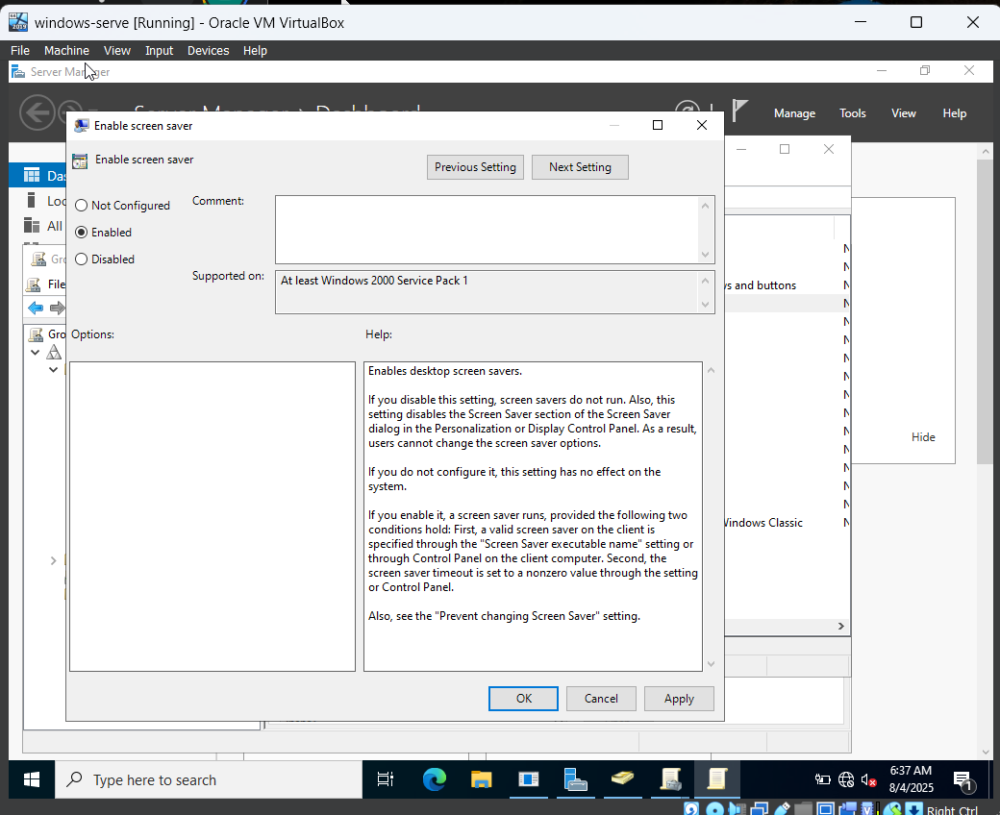 windows-serve [Running] - Oracle VM VirtualBox
File Machine View Input Devices Help
Server Manager
Manage Tools View Help
Enable screen saver
Enable screen saver
Previous Setting Next Setting
Not Configured
Enabled
Disabled
Comment:
Supported on:
At least Windows 2000 Service Pack 1
Options:
Help:
Enables desktop screen savers.
If you disable this setting, screen savers do not run. Also, this
setting disables the Screen Saver section of the Screen Saver
dialog in the Personalization or Display Control Panel. As a result,
users cannot change the screen saver options.
If you do not configure it, this setting has no effect on the
system.
If you enable it, a screen saver runs, provided the following two
conditions hold: First, a valid screen saver on the client is
specified through the "Screen Saver executable name" setting or
through Control Panel on the client computer. Second, the
screen saver timeout is set to a nonzero value through the setting
or Control Panel.
Also, see the "Prevent changing Screen Saver" setting.
OK Cancel Apply
All
File
and buttons
Windows Classic
Hide
Type here to search
6:37 AM
8/4/2025
1
Right Ctrl